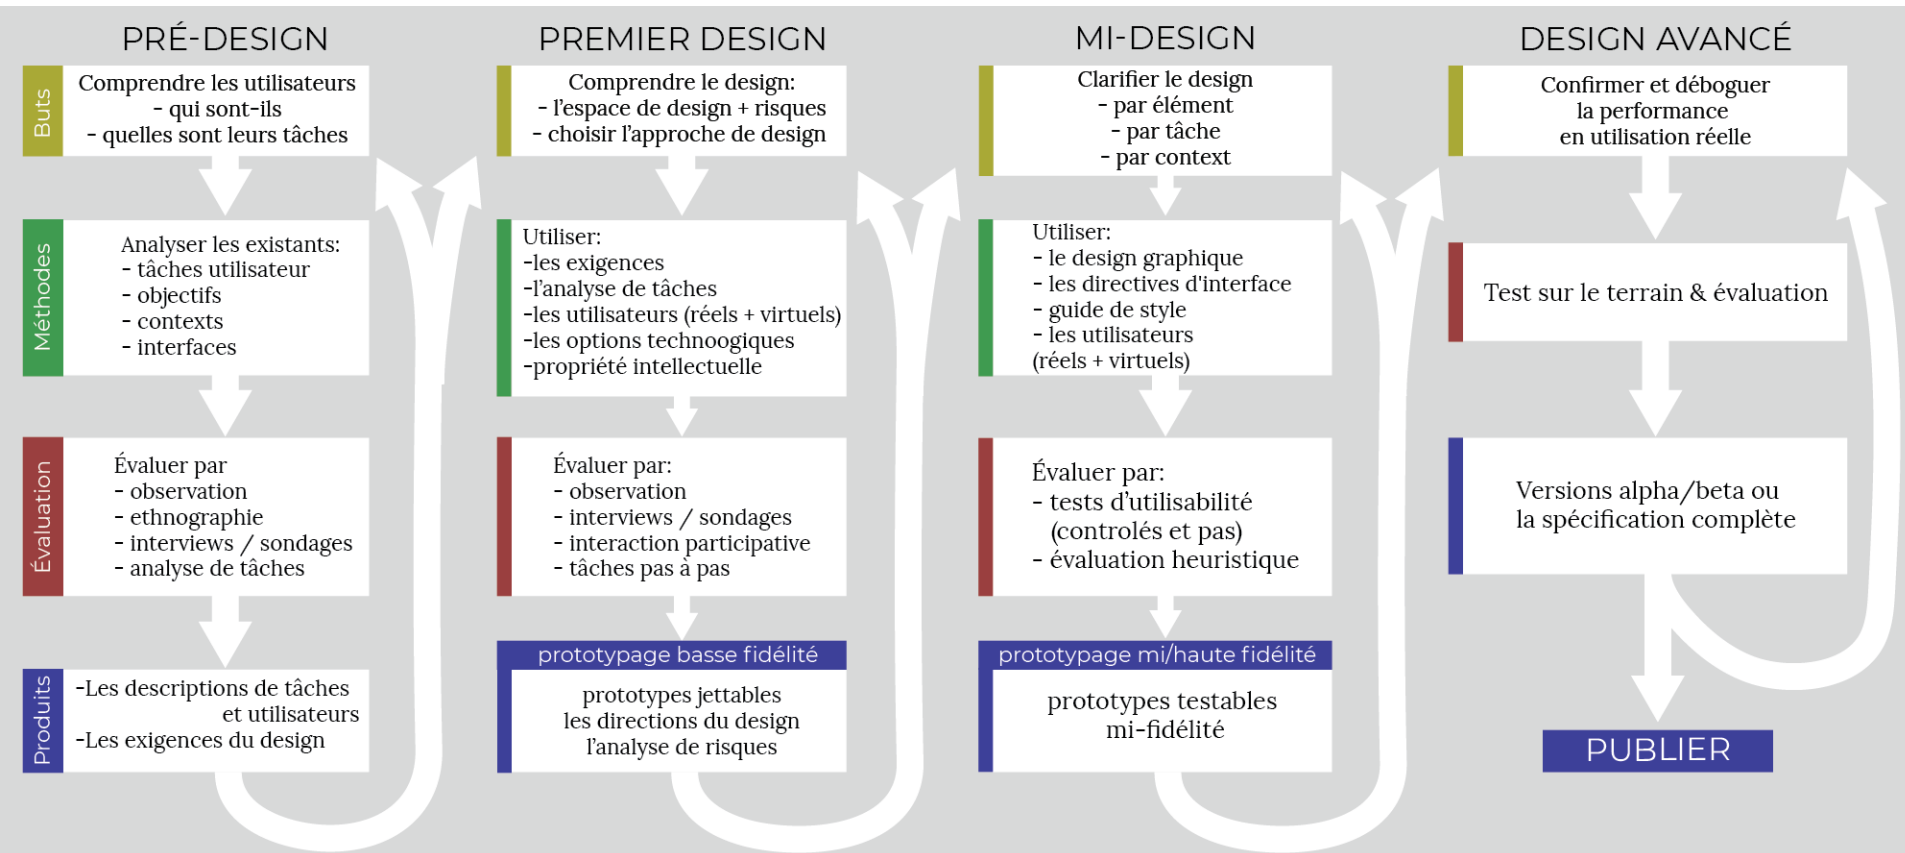 PRÉ-DESIGN
Buts
Comprendre les utilisateurs
- qui sont-ils
- quelles sont leurs tâches
Méthodes
Analyser les existants:
- tâches utilisateur
- objectifs
- contexts
- interfaces
Évaluation
Évaluer par
- observation
- ethnographie
- interviews / sondages
- analyse de tâches
Produits
-Les descriptions de tâches
et utilisateurs
-Les exigences du design
PREMIER DESIGN
Comprendre le design:
- l'espace de design + risques
- choisir l'approche de design
Utiliser:
-les exigences
-l'analyse de tâches
-les utilisateurs (réels + virtuels)
-les options technoogiques
-propriété intellectuelle
Évaluer par:
- observation
- interviews / sondages
- interaction participative
- tâches pas à pas
prototypage basse fidélité
prototypes jettables
les directions du design
l'analyse de risques
MI-DESIGN
Clarifier le design
- par élément
- par tâche
- par context
Utiliser:
- le design graphique
- les directives d'interface
- guide de style
- les utilisateurs
(réels + virtuels)
Évaluer par:
- tests d'utilisabilité
(controlés et pas)
- évaluation heuristique
prototypage mi/haute fidélité
prototypes testables
mi-fidélité
DESIGN AVANCÉ
Confirmer et déboguer
la performance
en utilisation réelle
Test sur le terrain & évaluation
Versions alpha/beta ou
la spécification complète
PUBLIER